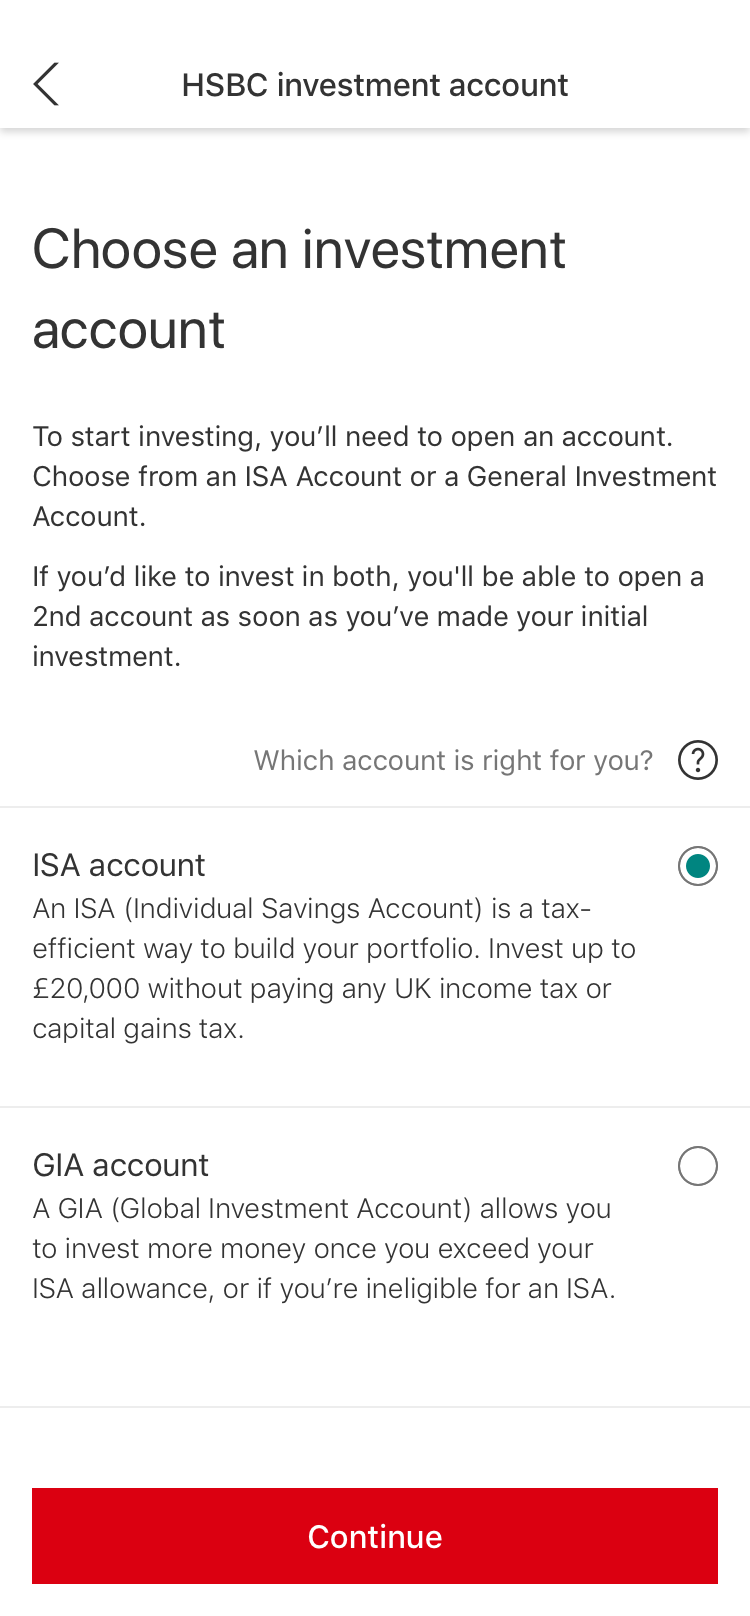 HSBC investment account
Choose an investment
account
To start investing, you’ll need to open an account.
Choose from an ISA Account or a General Investment
Account.
If you’d like to invest in both, you'll be able to open a
2nd account as soon as you’ve made your initial
investment.
Which account is right for you? ?
ISA account
An ISA (Individual Savings Account) is a tax-
efficient way to build your portfolio. Invest up to
£20,000 without paying any UK income tax or
capital gains tax.
GIA account
A GIA (Global Investment Account) allows you
to invest more money once you exceed your
ISA allowance, or if you’re ineligible for an ISA.
Continue